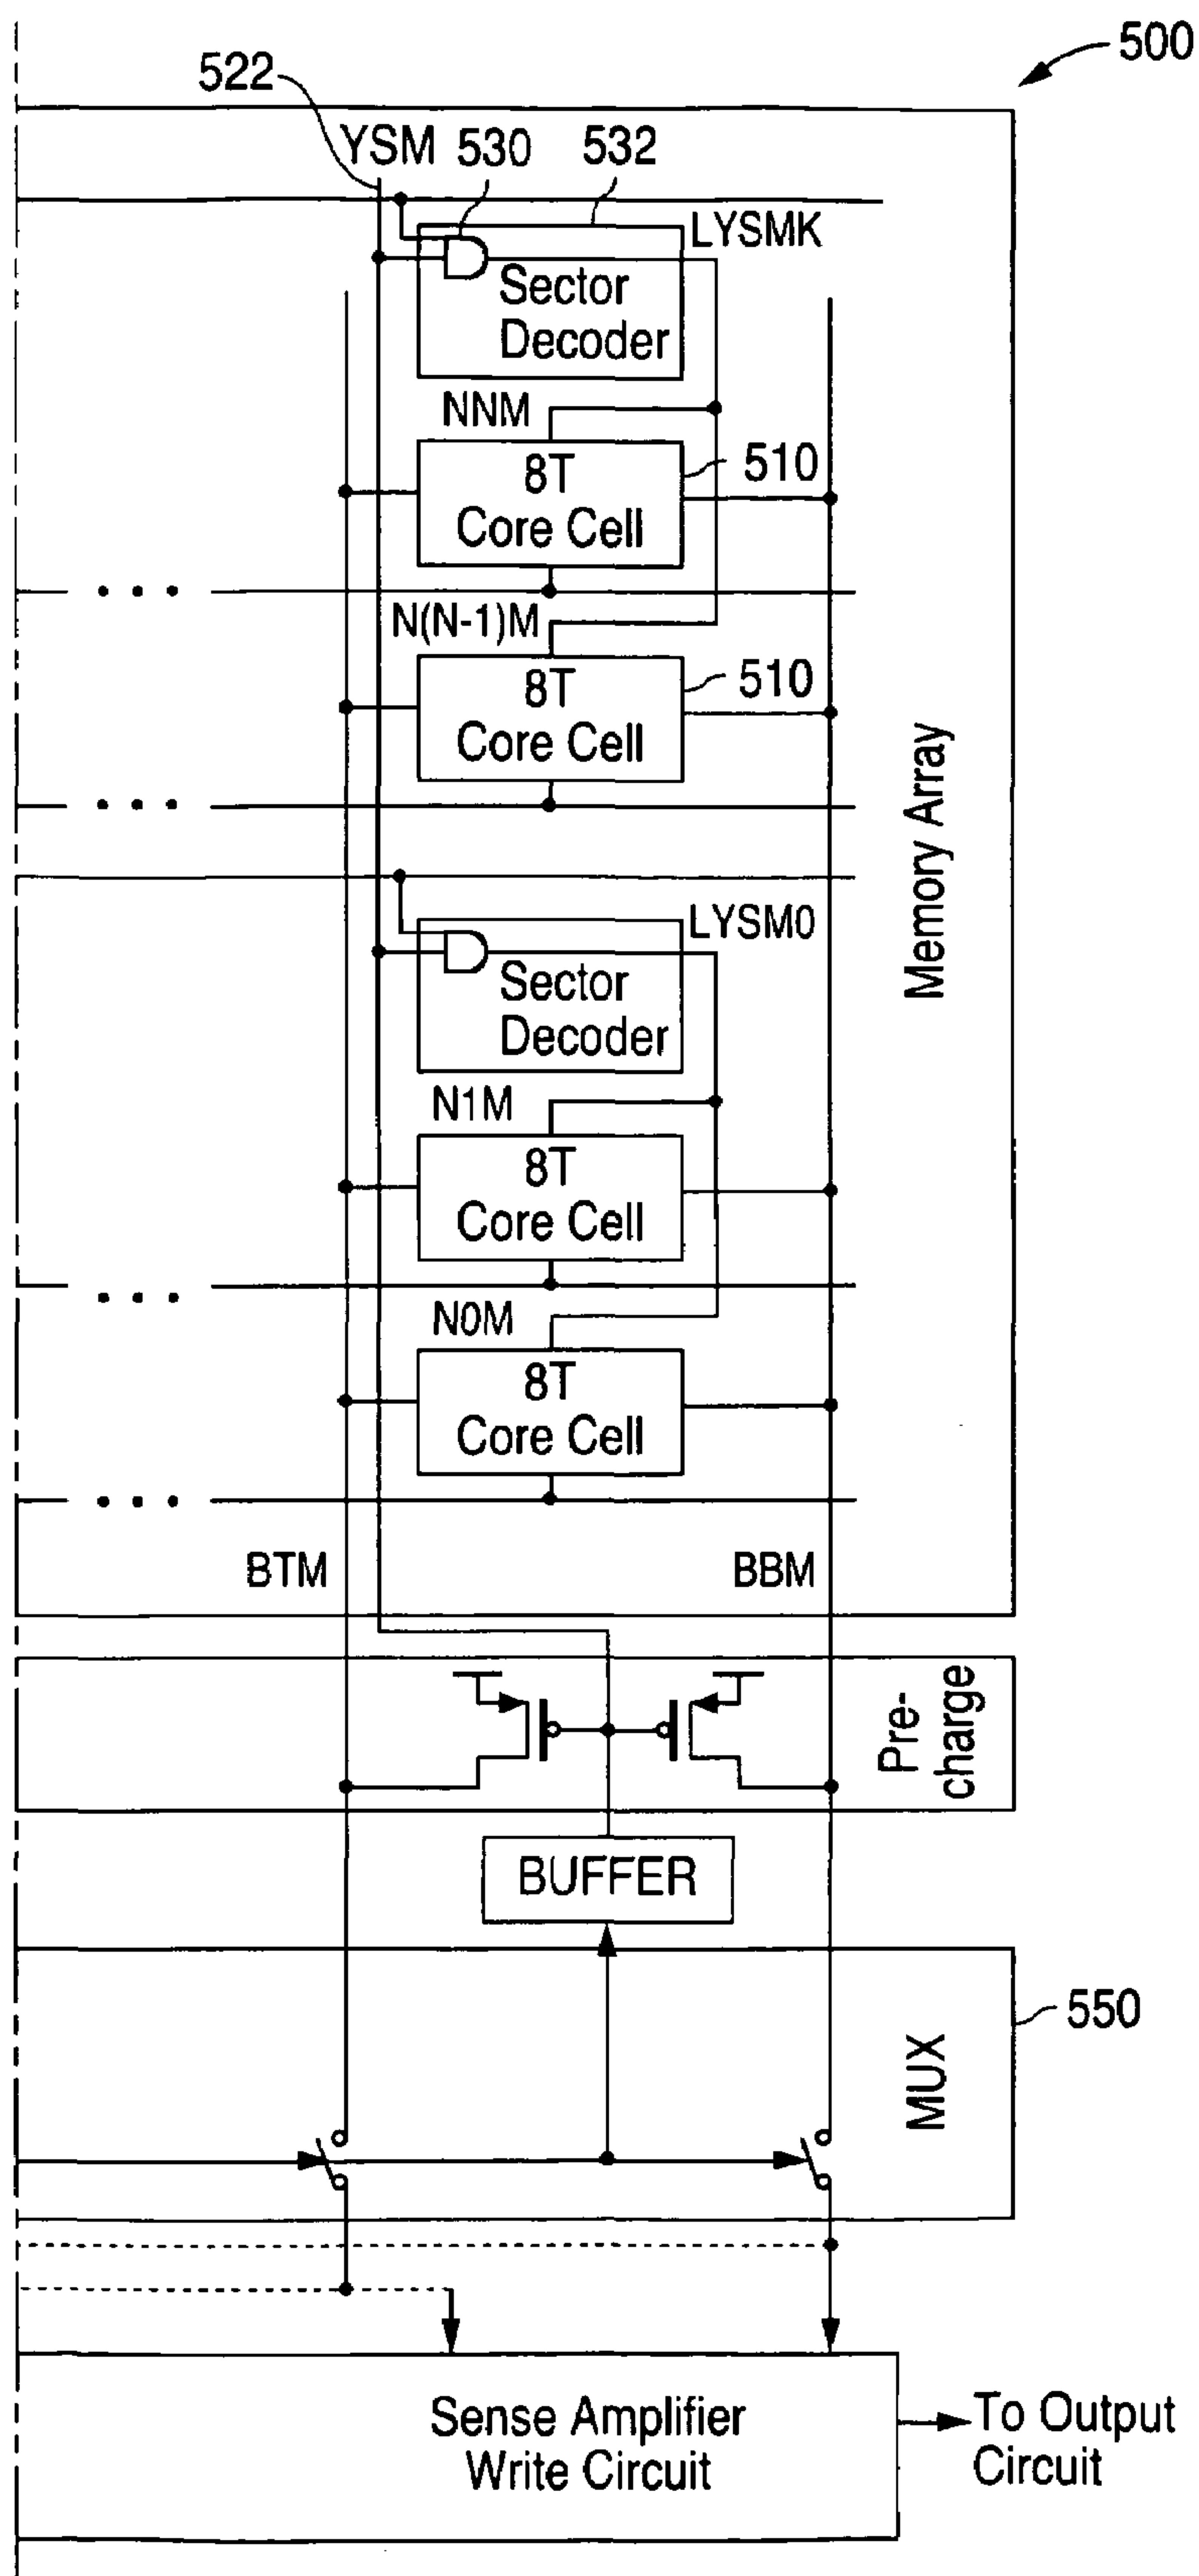 500
522
YSM 530 532
LYSMK
Sector
Decoder
NNM
510
8T
Core Cell
N(N-1)M
510
8T
Core Cell
Memory Array
LYSM0
Sector
Decoder
N1M
8T
Core Cell
N0M
8T
Core Cell
BTM
BBM
Pre-
charge
BUFFER
550
MUX
Sense Amplifier
Write Circuit
To Output
Circuit